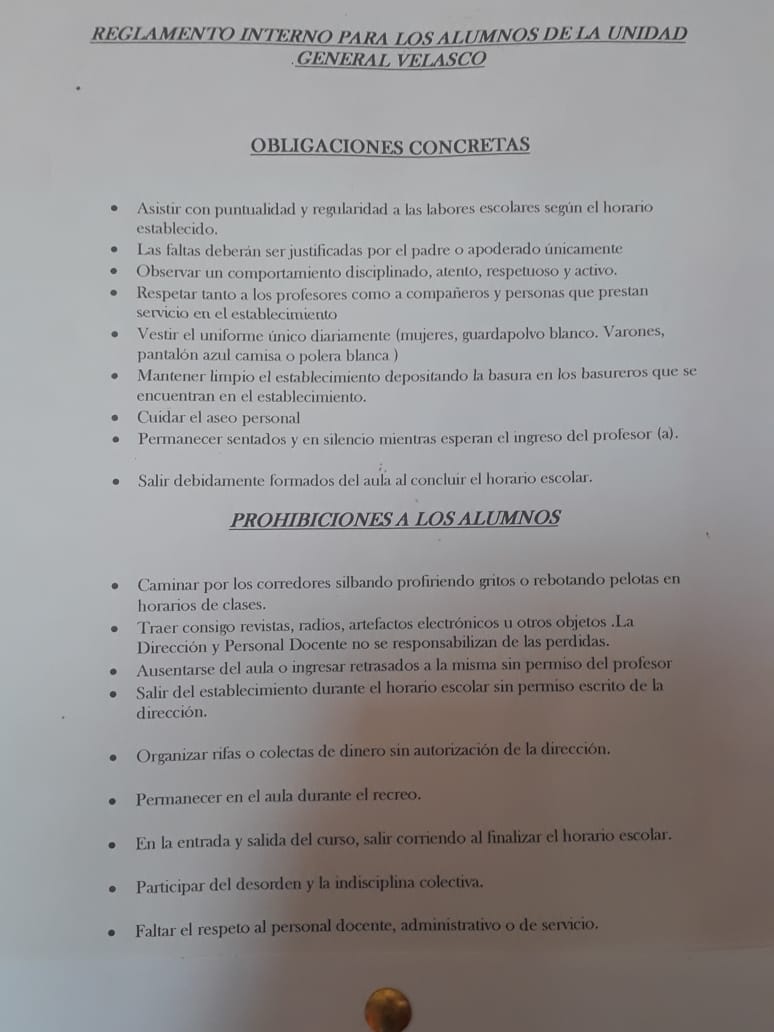 REGLAMENTO INTERNO PARA LOS ALUMNOS DE LA UNIDAD
.GENERAL VELASCO
OBLIGACIONES CONCRETAS
• Asistir con puntualidad y regularidad a las labores escolares según el horario
establecido.
• Las faltas deberán ser justificadas por el padre o apoderado únicamente
• Observar un comportamiento disciplinado, atento, respetuoso y activo.
• Respetar tanto a los profesores como a compañeros y personas que prestan
servicio en el establecimiento
• Vestir el uniforme único diariamente (mujeres, guardapolvo blanco. Varones,
pantalón azul camisa o polera blanca )
• Mantener limpio el establecimiento depositando la basura en los basureros que se
encuentran en el establecimiento.
• Cuidar el aseo personal
• Permanecer sentados y en silencio mientras esperan el ingreso del profesor (a).
• Salir debidamente formados del aula al concluir el horario escolar.
PROHIBICIONES A LOS ALUMNOS
• Caminar por los corredores silbando profiriendo gritos o rebotando pelotas en
horarios de clases.
• Traer consigo revistas, radios, artefactos electrónicos u otros objetos .La
Dirección y Personal Docente no se responsabilizan de las perdidas.
• Ausentarse del aula o ingresar retrasados a la misma sin permiso del profesor
• Salir del establecimiento durante el horario escolar sin permiso escrito de la
dirección.
• Organizar rifas o colectas de dinero sin autorización de la dirección.
• Permanecer en el aula durante el recreo.
• En la entrada y salida del curso, salir corriendo al finalizar el horario escolar.
• Participar del desorden y la indisciplina colectiva.
• Faltar el respeto al personal docente, administrativo o de servicio.